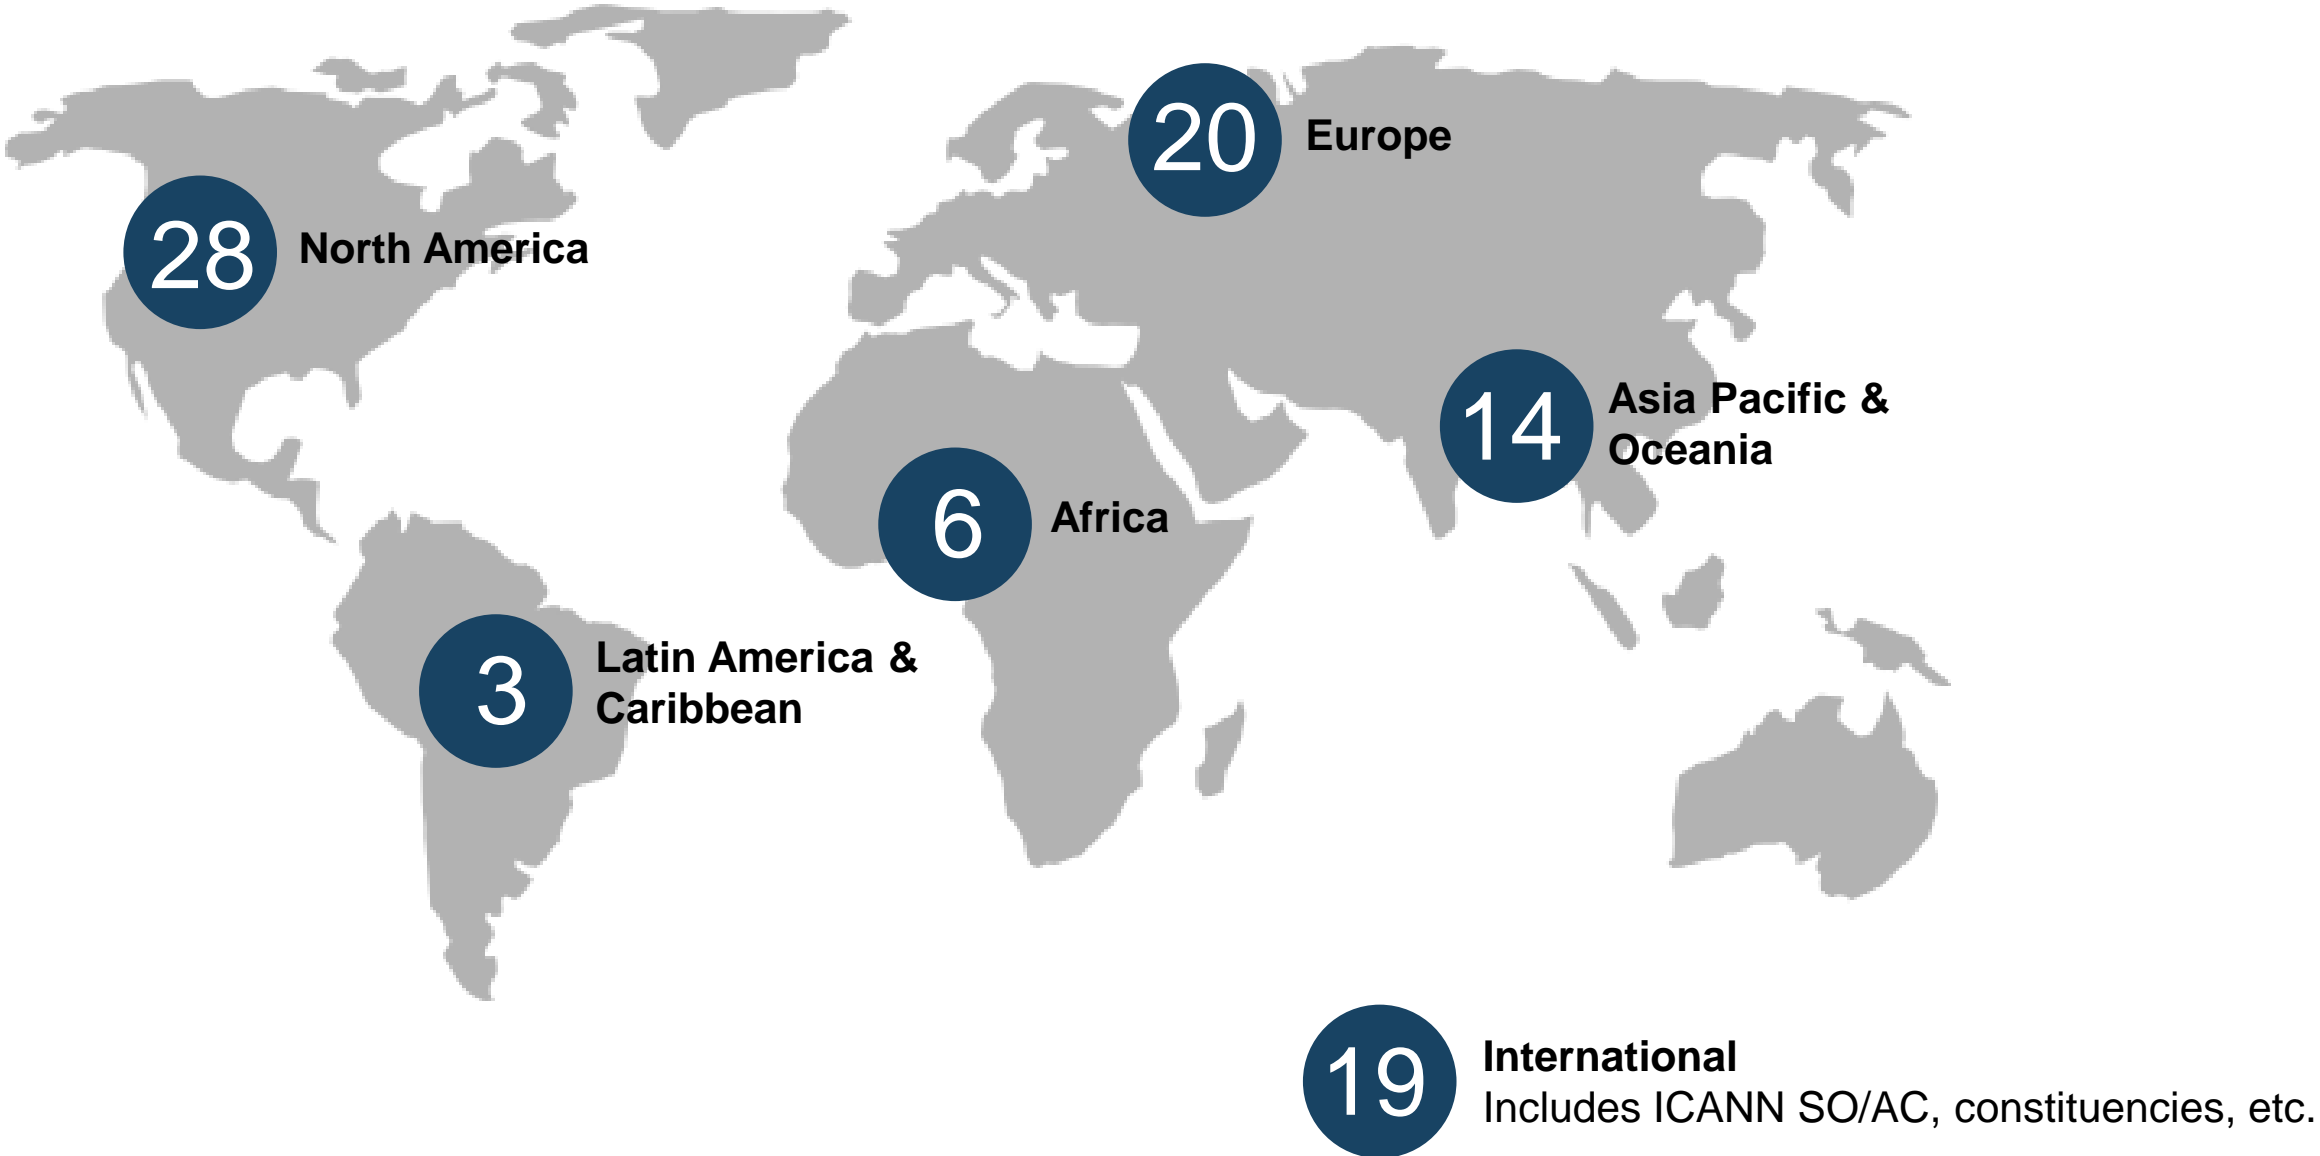 20
Europe
28
North America
14
Asia Pacific &
Oceania
6
Africa
3
Latin America &
Caribbean
19
International
Includes ICANN SO/AC, constituencies, etc.